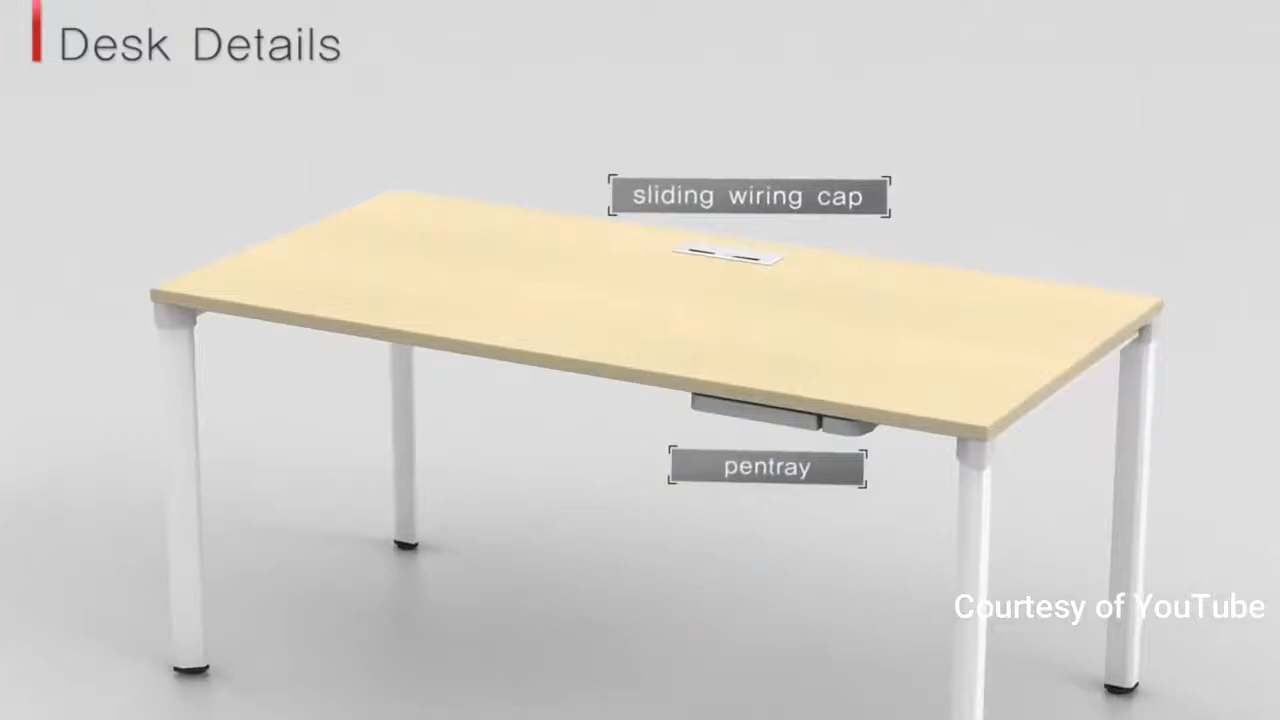 Desk Details
sliding wiring cap
pentray
Courtesy of YouTube